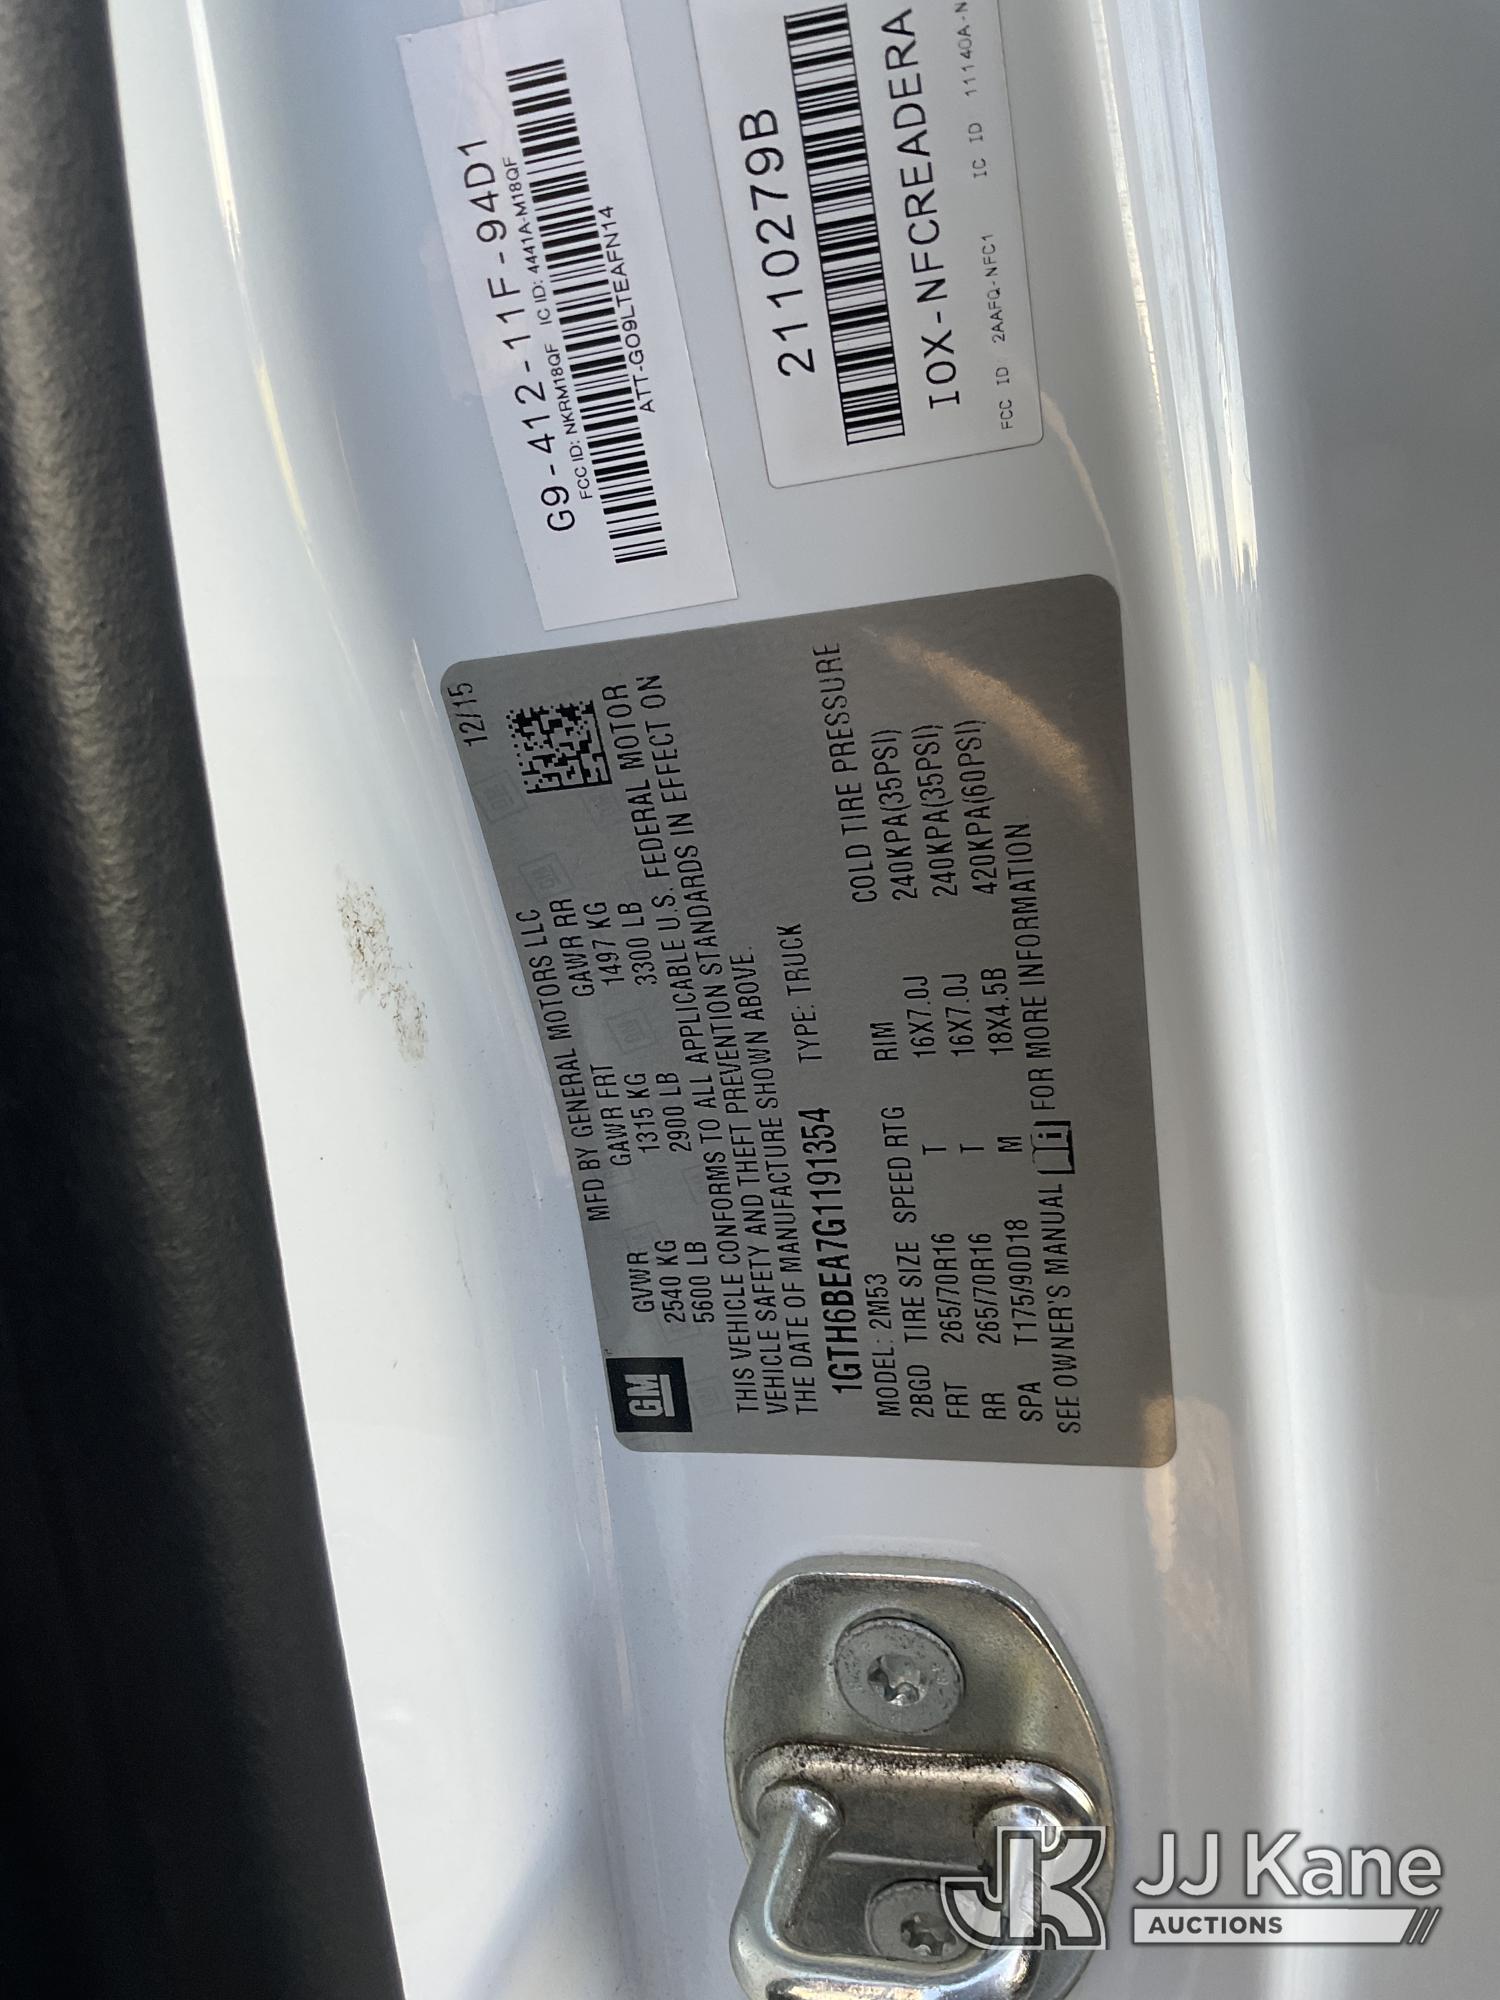 G9-412-11F-94D1
FCC ID: NKRM18QF IC ID: 4441A-M18QF
ATT-GO9LTEAFN14
2110279B
IOX-NFCREADERA
FCC ID 2AAFQ-NFC1 IC ID 11140A-N
12/15
MFD BY GENERAL MOTORS LLC
GM
GVWR GAWR FRT GAWR RR
2540 KG 1315 KG 1497 KG
5600 LB 2900 LB 3300 LB
THIS VEHICLE CONFORMS TO ALL APPLICABLE U.S. FEDERAL MOTOR
VEHICLE SAFETY AND THEFT PREVENTION STANDARDS IN EFFECT ON
THE DATE OF MANUFACTURE SHOWN ABOVE.
1GTH6BEA7G1191354 TYPE: TRUCK
MODEL: 2M53
2BGD TIRE SIZE SPEED RTG RIM COLD TIRE PRESSURE
FRT 265/70R16 T 16X7.0J 240KPA(35PSI)
RR 265/70R16 T 16X7.0J 240KPA(35PSI)
SPA T175/90D18 M 18X4.5B 420KPA(60PSI)
SEE OWNER'S MANUAL i FOR MORE INFORMATION.
JK JJ Kane
AUCTIONS